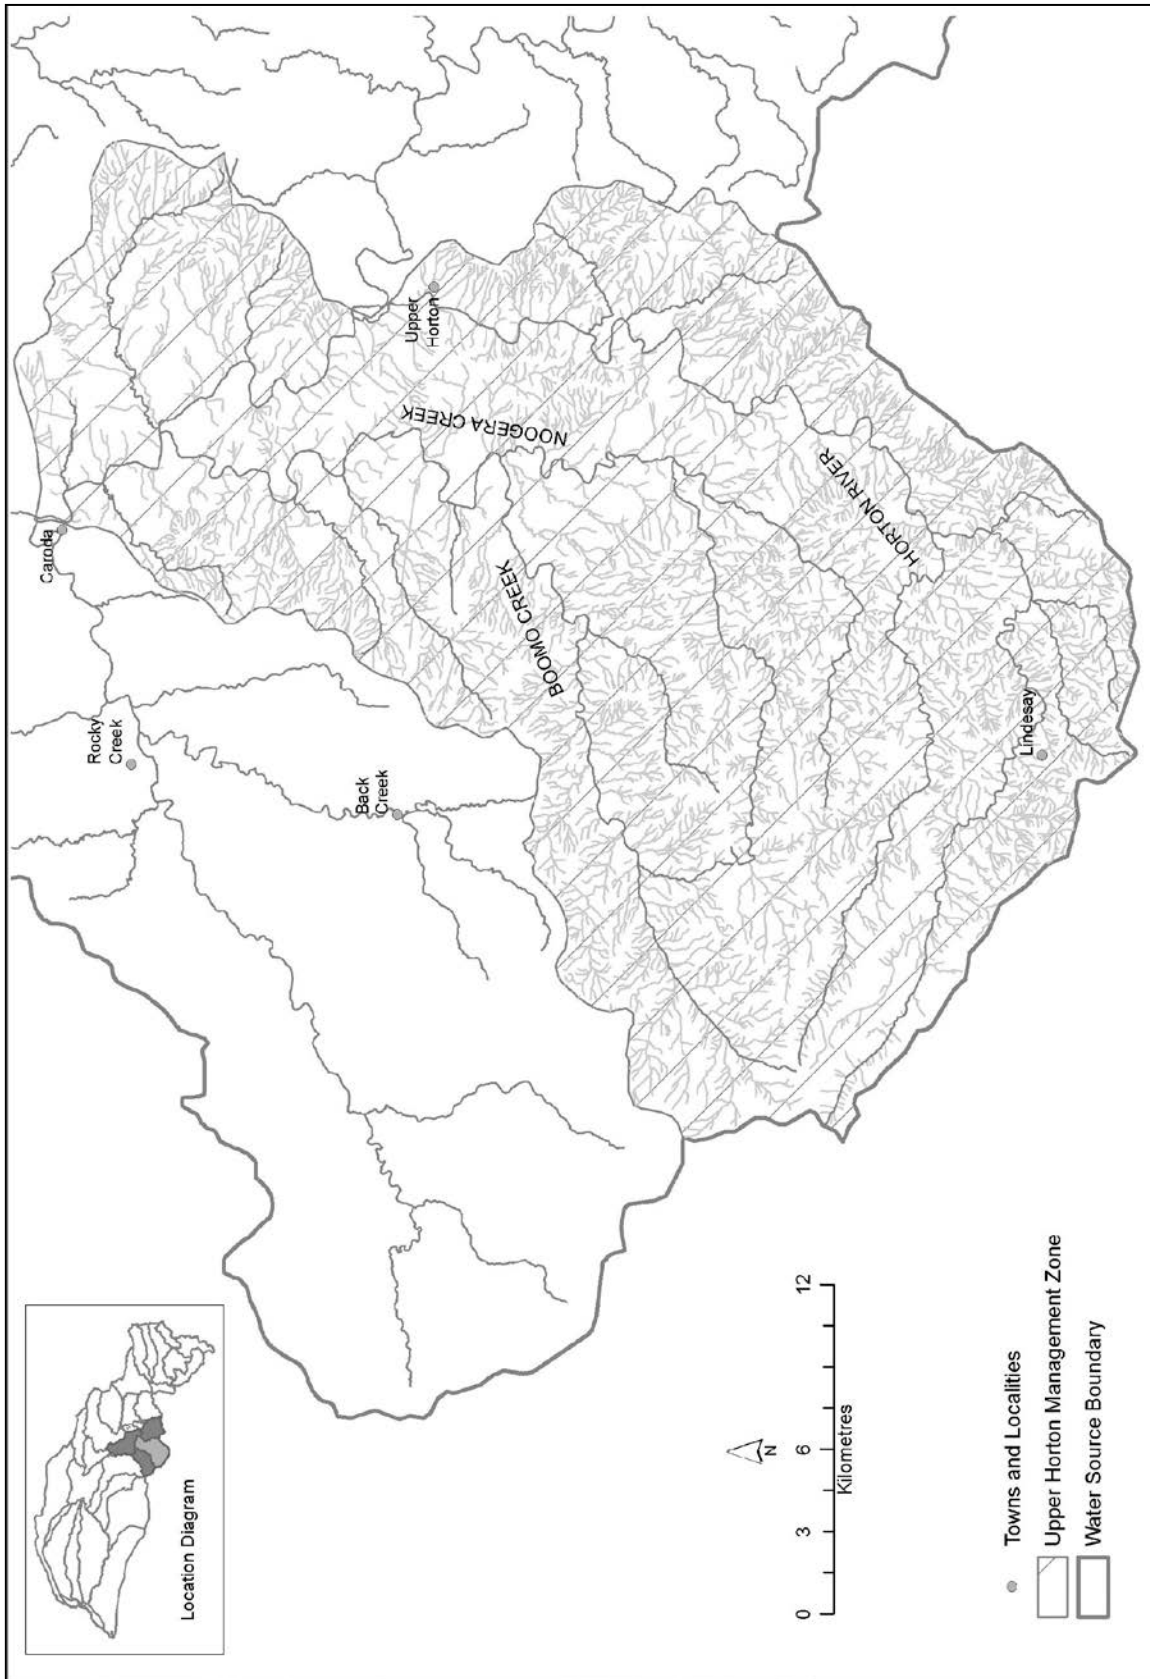 Caroda
Rocky
Creek
Back
Creek
Upper
Horton
NOOGERA CREEK
BOOMO CREEK
HORTON RIVER
Lindesay
Location Diagram
N
0 3 6 12
Kilometres
Towns and Localities
Upper Horton Management Zone
Water Source Boundary